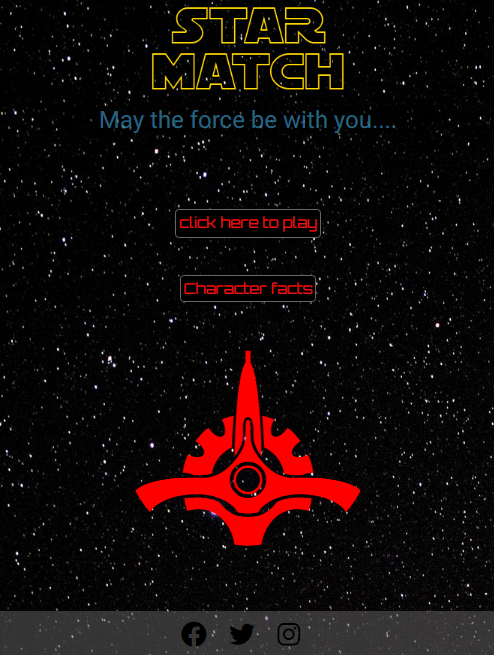 STAR
MATCH
May the force be with you....
click here to play
Character facts